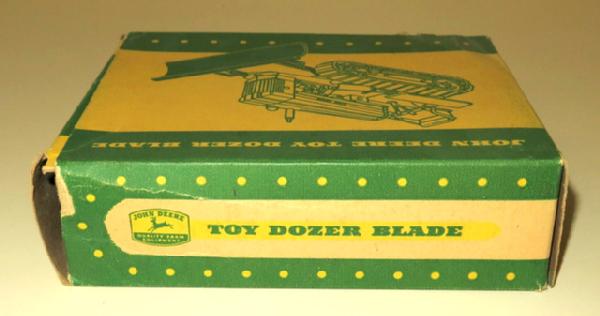 JOHN DEERE TOY DOZER BLADE
JOHN DEERE
QUALITY FARM
EQUIPMENT
TOY DOZER BLADE